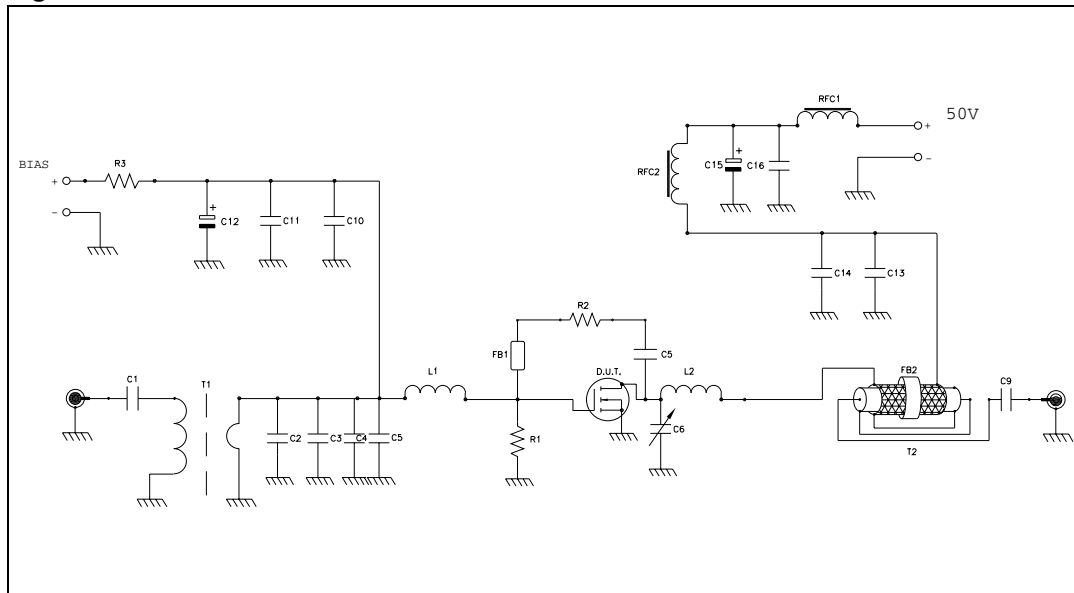 RFC1
50V
+
BIAS
R3
RFC2
+
C15
C16
-
+
-
+
C12
C11
C10
C14
C13
R2
FB1
C5
C1
T1
L1
D.U.T.
L2
FB2
C9
C2
C3
C4
C5
R1
C6
T2